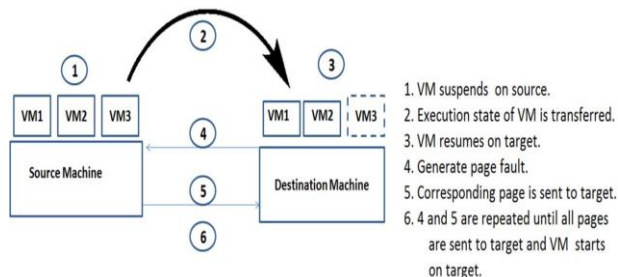 2
1
3
VM1 VM2 VM3
VM1 VM2 VM3
4
Source Machine
Destination Machine
5
6
1. VM suspends on source.
2. Execution state of VM is transferred.
3. VM resumes on target.
4. Generate page fault.
5. Corresponding page is sent to target.
6. 4 and 5 are repeated until all pages
are sent to target and VM starts
on target.